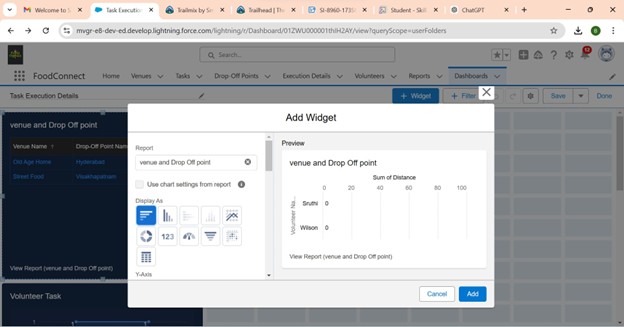 Welcome to S
Task Executio
Trailmix by Sm
Trailhead | Th
SI-8960-1735
Student - Skill
ChatGPT
mvgr-e8-dev-ed.develop.lightning.force.com/lightning/r/Dashboard/01ZWU000001thIH2AY/view?queryScope=userFolders
B
Search...
FoodConnect
Home
Venues
Tasks
Drop-Off Points
Execution Details
Volunteers
Reports
Dashboards
Task Execution Details
+ Widget
+ Filter
Save
Done
venue and Drop Off point
Venue Name ↑
Drop-Off Point Nam
Old Age Home
Hyderabad
Street Food
Visakhapatnam
View Report (venue and Drop Off point)
Volunteer Task
Add Widget
Report
venue and Drop Off point
Use chart settings from report
Display As
123
Y-Axis
Preview
venue and Drop Off point
Sum of Distance
0 20 40 60 80 100
Volunteer Na...
Sruthi 0
Wilson 0
View Report (venue and Drop Off point)
Cancel
Add